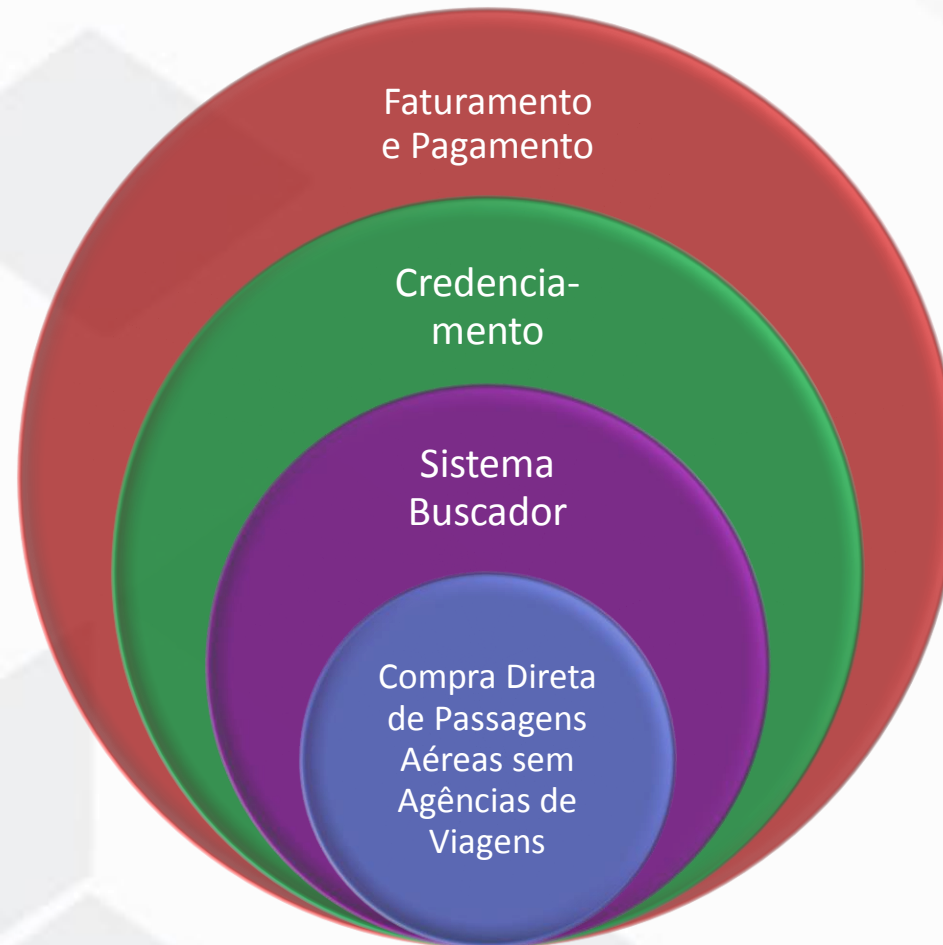 Faturamento
e Pagamento
Credencia-
mento
Sistema
Buscador
Compra Direta
de Passagens
Aéreas sem
Agências de
Viagens